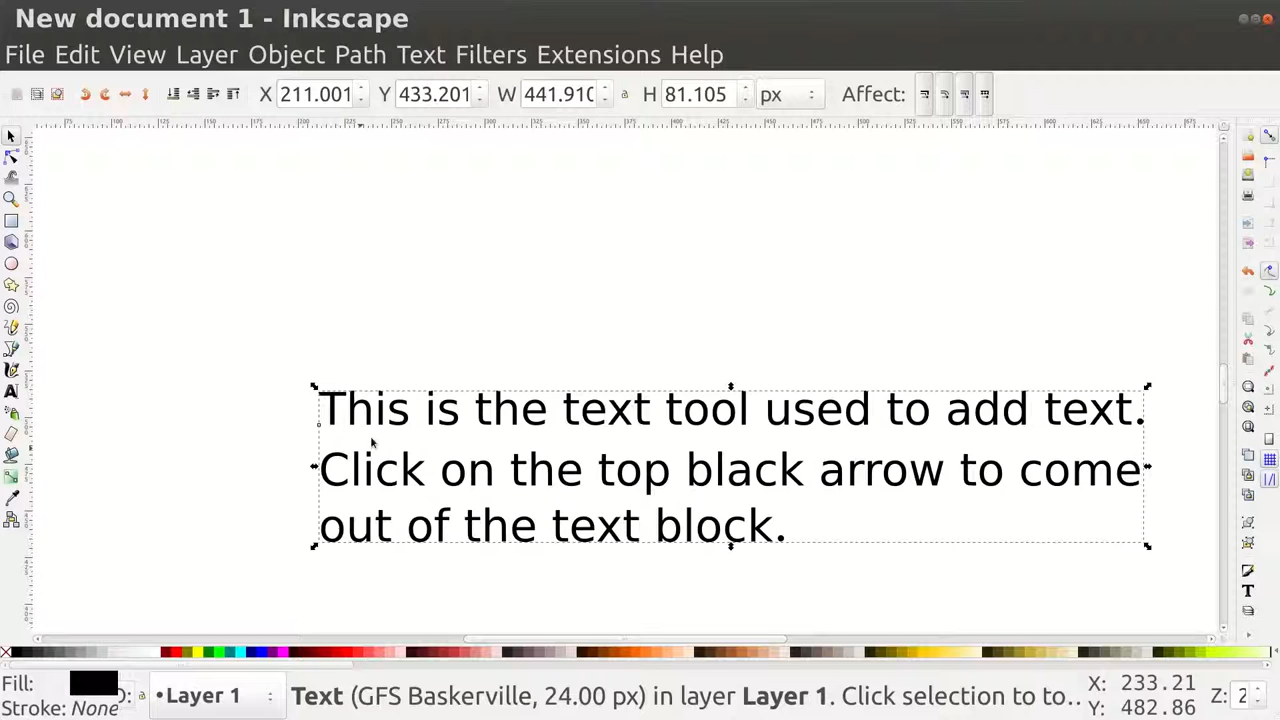 New document 1 - Inkscape
File Edit View Layer Object Path Text Filters Extensions Help
X 211.001 Y 433.201 W 441.910 H 81.105 px Affect:
This is the text tool used to add text.
Click on the top black arrow to come
out of the text block.
Fill:
Stroke: None
•Layer 1
Text (GFS Baskerville, 24.00 px) in layer Layer 1. Click selection to to..
X: 233.21
Y: 482.86
Z: 2